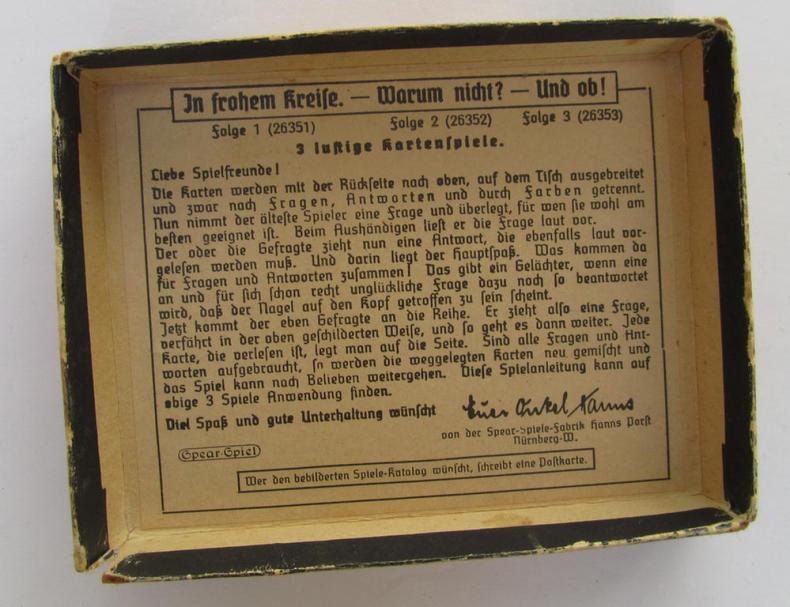 In frohem Kreise. — Warum nicht? — Und ob!
Folge 1 (26351) Folge 2 (26352) Folge 3 (26353)
3 lustige Kartenspiele.
Liebe Spielfreunde!
Die Karten werden mit der Rückseite nach oben, auf dem Tisch ausgebreitet
und zwar nach Fragen, Antworten und durch Farben getrennt.
Nun nimmt der älteste Spieler eine Frage und überlegt, für wen sie wohl am
besten geeignet ist. Beim Aushändigen liest er die Frage laut vor.
Der oder die Gefragte zieht nun eine Antwort, die ebenfalls laut vor-
gelesen werden muß. Und darin liegt der Hauptspaß. Was kommen da
für Fragen und Antworten zusammen! Das gibt ein Gelächter, wenn eine
an und für sich schon recht unglückliche Frage dazu noch so beantwortet
wird, daß der Nagel auf den Kopf getroffen zu sein scheint.
Jetzt kommt der eben Gefragte an die Reihe. Er zieht also eine Frage,
verfährt in der oben geschilderten Weise, und so geht es dann weiter. Jede
Karte, die verlesen ist, legt man auf die Seite. Sind alle Fragen und Ant-
worten aufgebraucht, so werden die weggelegten Karten neu gemischt und
das Spiel kann nach Belieben weitergehen. Diese Spielanleitung kann auf
obige 3 Spiele Anwendung finden.
Viel Spaß und gute Unterhaltung wünscht Euer Onkel Hanns
von der Spear-Spiele-Fabrik Hanns Porst
Nürnberg-W.
Spear-Spiel
Wer den bebilderten Spiele-Katalog wünscht, schreibt eine Postkarte.